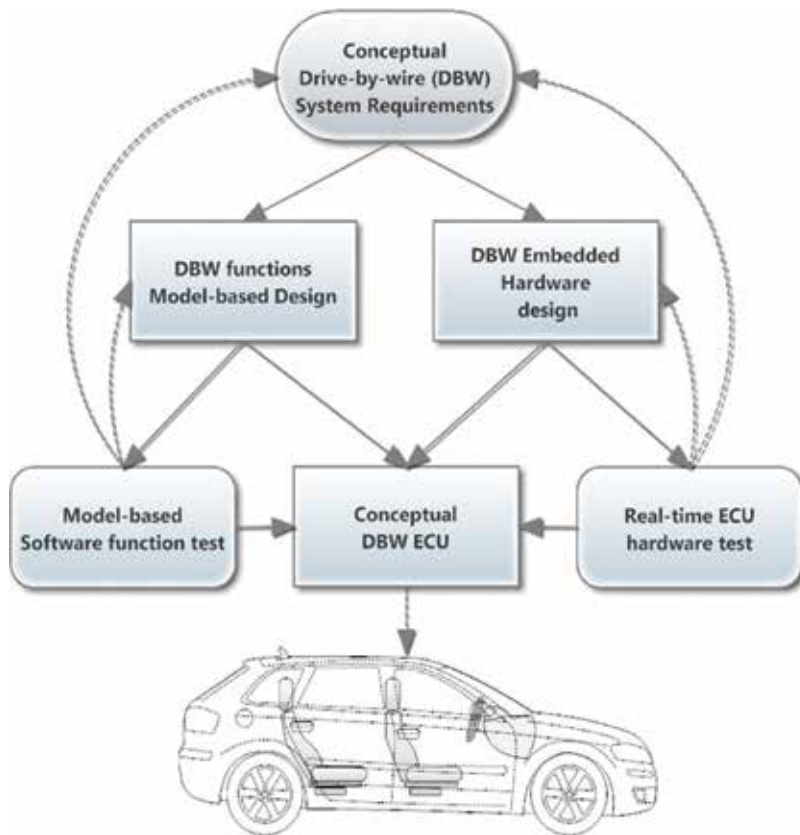 Conceptual
Drive-by-wire (DBW)
System Requirements
DBW functions
Model-based Design
DBW Embedded
Hardware
design
Model-based
Software function test
Conceptual
DBW ECU
Real-time ECU
hardware test